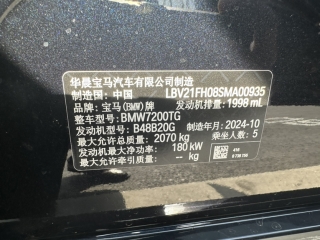 华晨宝马汽车有限公司制造
制造国：中国 LBV21FH08SMA00935
品牌：宝马(BMW)牌 发动机排量：1998 mL
整车型号：BMW7200TG
发动机型号：B48B20G 制造年月：2024-10
最大允许总质量：2070 kg 乘坐人数：5
发动机最大净功率：180 kW
最大允许牵引质量：-- kg